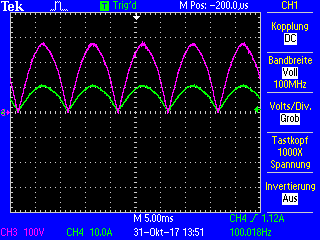 Tek T Trig'd M Pos: -200.0us CH1
Kopplung
DC
Bandbreite
Voll
100MHz
Volts/Div.
Grob
Tastkopf
1000X
Spannung
Invertierung
Aus
M 5.00ms CH4 / 1.12A
CH3 100V CH4 10.0A 31-Okt-17 13:51 100.018Hz